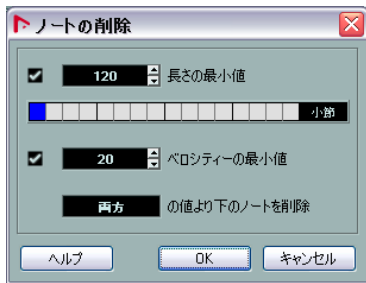 ノートの削除
120 長さの最小値
小節
20 ベロシティーの最小値
両方 の値より下のノートを削除
ヘルプ OK キャンセル